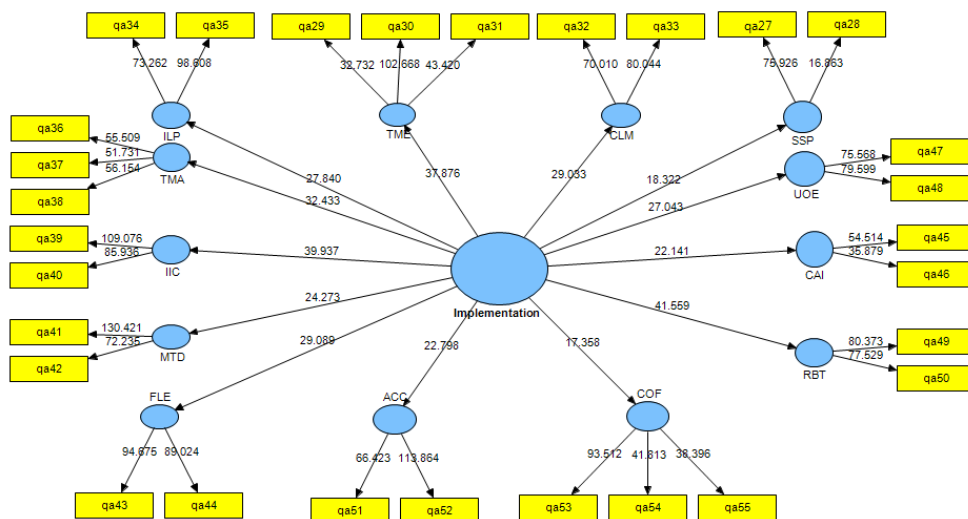 qa34
qa35
qa29
qa30
qa31
qa32
qa33
qa27
qa28
73.262
98.608
32.732
102.668
43.420
70.010
80.044
75.926
16.863
ILP
TME
CLM
SSP
qa36
qa37
qa38
55.509
51.731
56.154
TMA
27.840
32.433
37.876
29.033
18.322
27.043
UOE
75.568
79.599
qa47
qa48
qa39
qa40
109.076
85.936
IIC
39.937
22.141
CAI
54.514
35.879
qa45
qa46
Implementation
qa41
qa42
130.421
72.235
MTD
24.273
29.089
22.798
17.358
41.559
RBT
80.373
77.529
qa49
qa50
FLE
ACC
COF
94.675
89.024
66.423
113.864
93.512
41.813
38.396
qa43
qa44
qa51
qa52
qa53
qa54
qa55